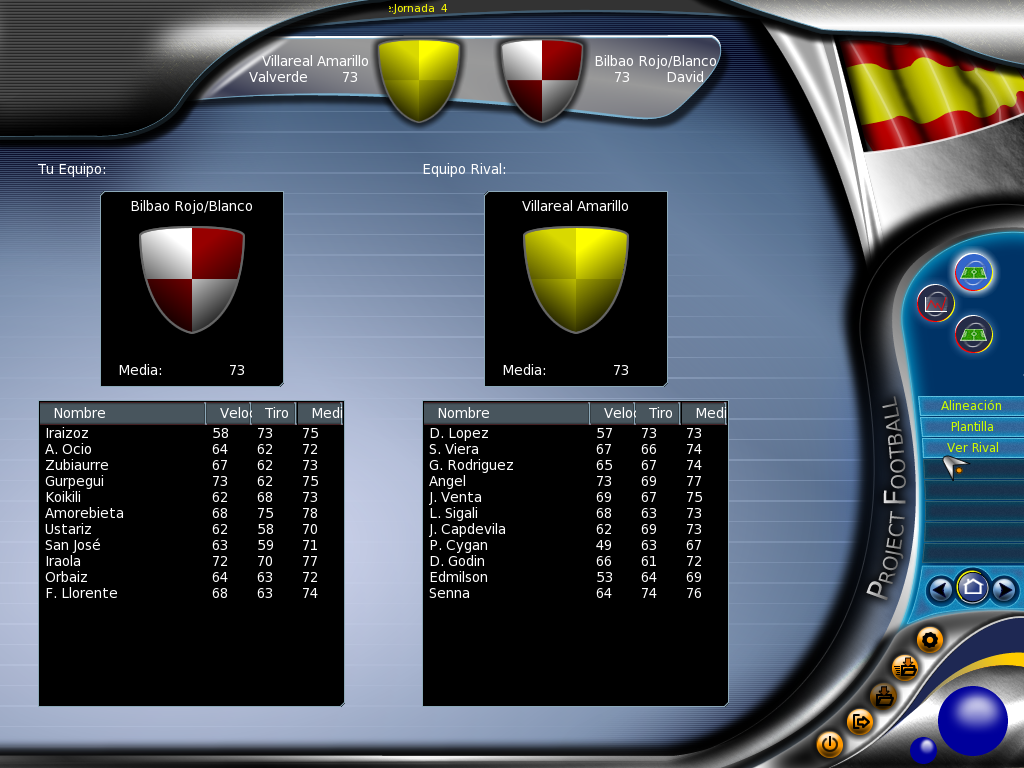 :Jornada 4
Villareal Amarillo
Valverde 73
Bilbao Rojo/Blanco
73 David
Tu Equipo:
Bilbao Rojo/Blanco
Media: 73
Equipo Rival:
Villareal Amarillo
Media: 73
Nombre Veloc Tiro Medi
Iraizoz 58 73 75
A. Ocio 64 62 72
Zubiaurre 67 62 73
Gurpegui 73 62 75
Koikili 62 68 73
Amorebieta 68 75 78
Ustariz 62 58 70
San José 63 59 71
Iraola 72 70 77
Orbaiz 64 63 72
F. Llorente 68 63 74
Nombre Veloc Tiro Medi
D. Lopez 57 73 73
S. Viera 67 66 74
G. Rodriguez 65 67 74
Angel 73 69 77
J. Venta 69 67 75
L. Sigali 68 63 73
J. Capdevila 62 69 73
P. Cygan 49 63 67
D. Godin 66 61 72
Edmilson 53 64 69
Senna 64 74 76
Project Football
Alineación
Plantilla
Ver Rival